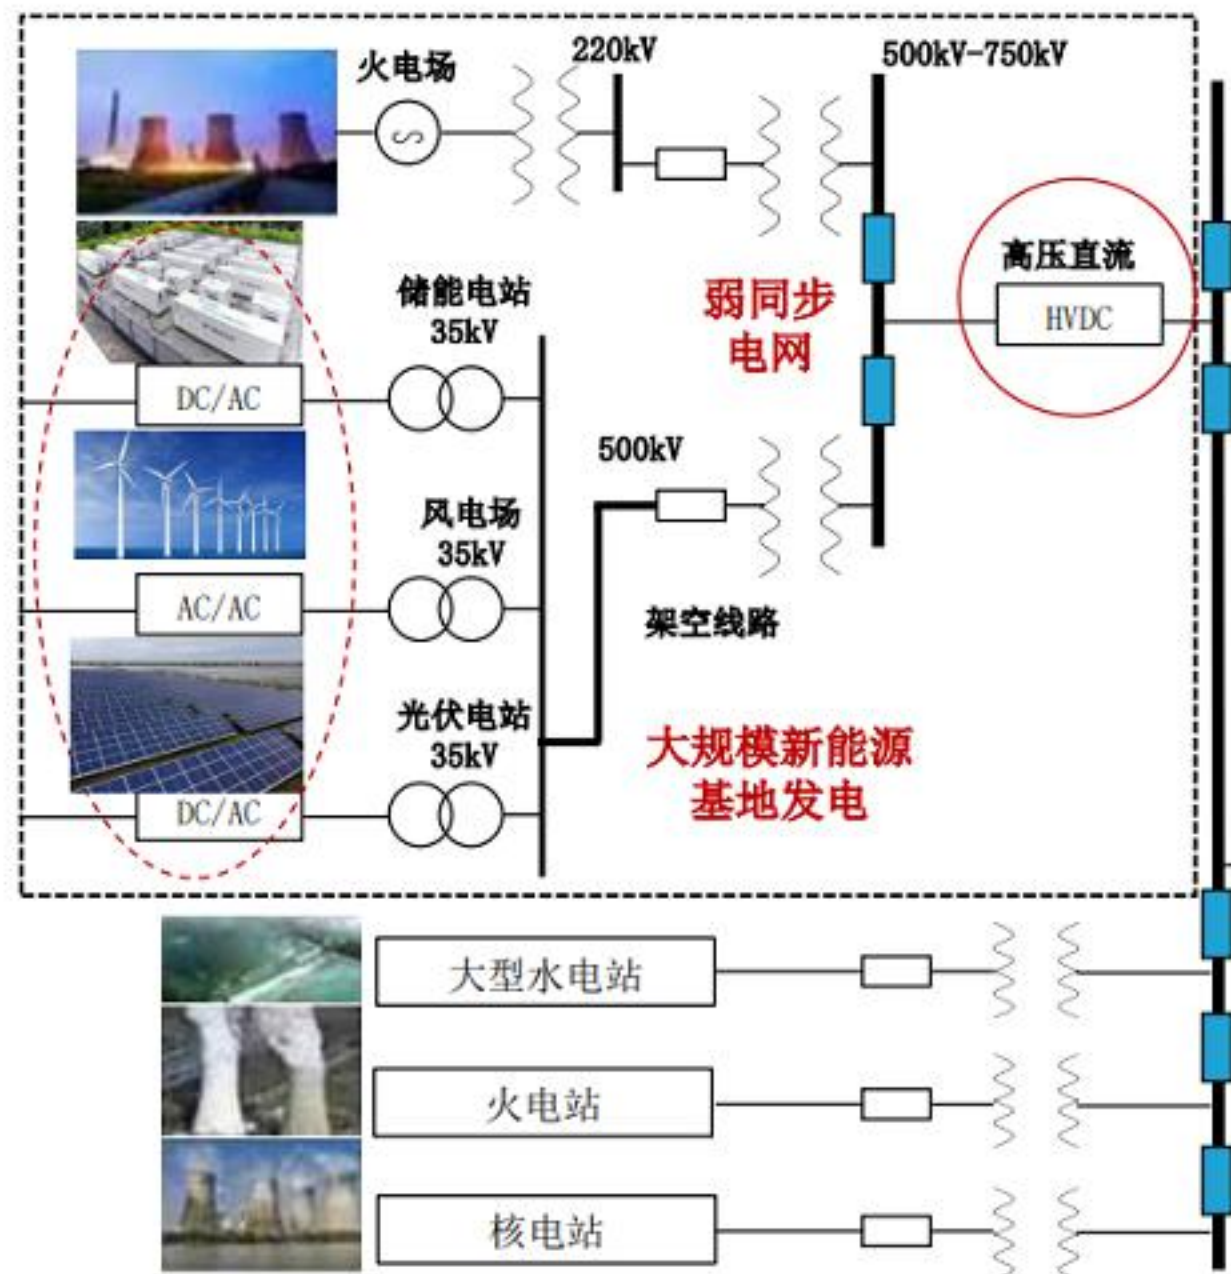 火电场
220kV
500kV-750kV
储能电站
35kV
DC/AC
弱同步
电网
高压直流
HVDC
500kV
风电场
35kV
AC/AC
架空线路
光伏电站
35kV
DC/AC
大规模新能源
基地发电
大型水电站
火电站
核电站